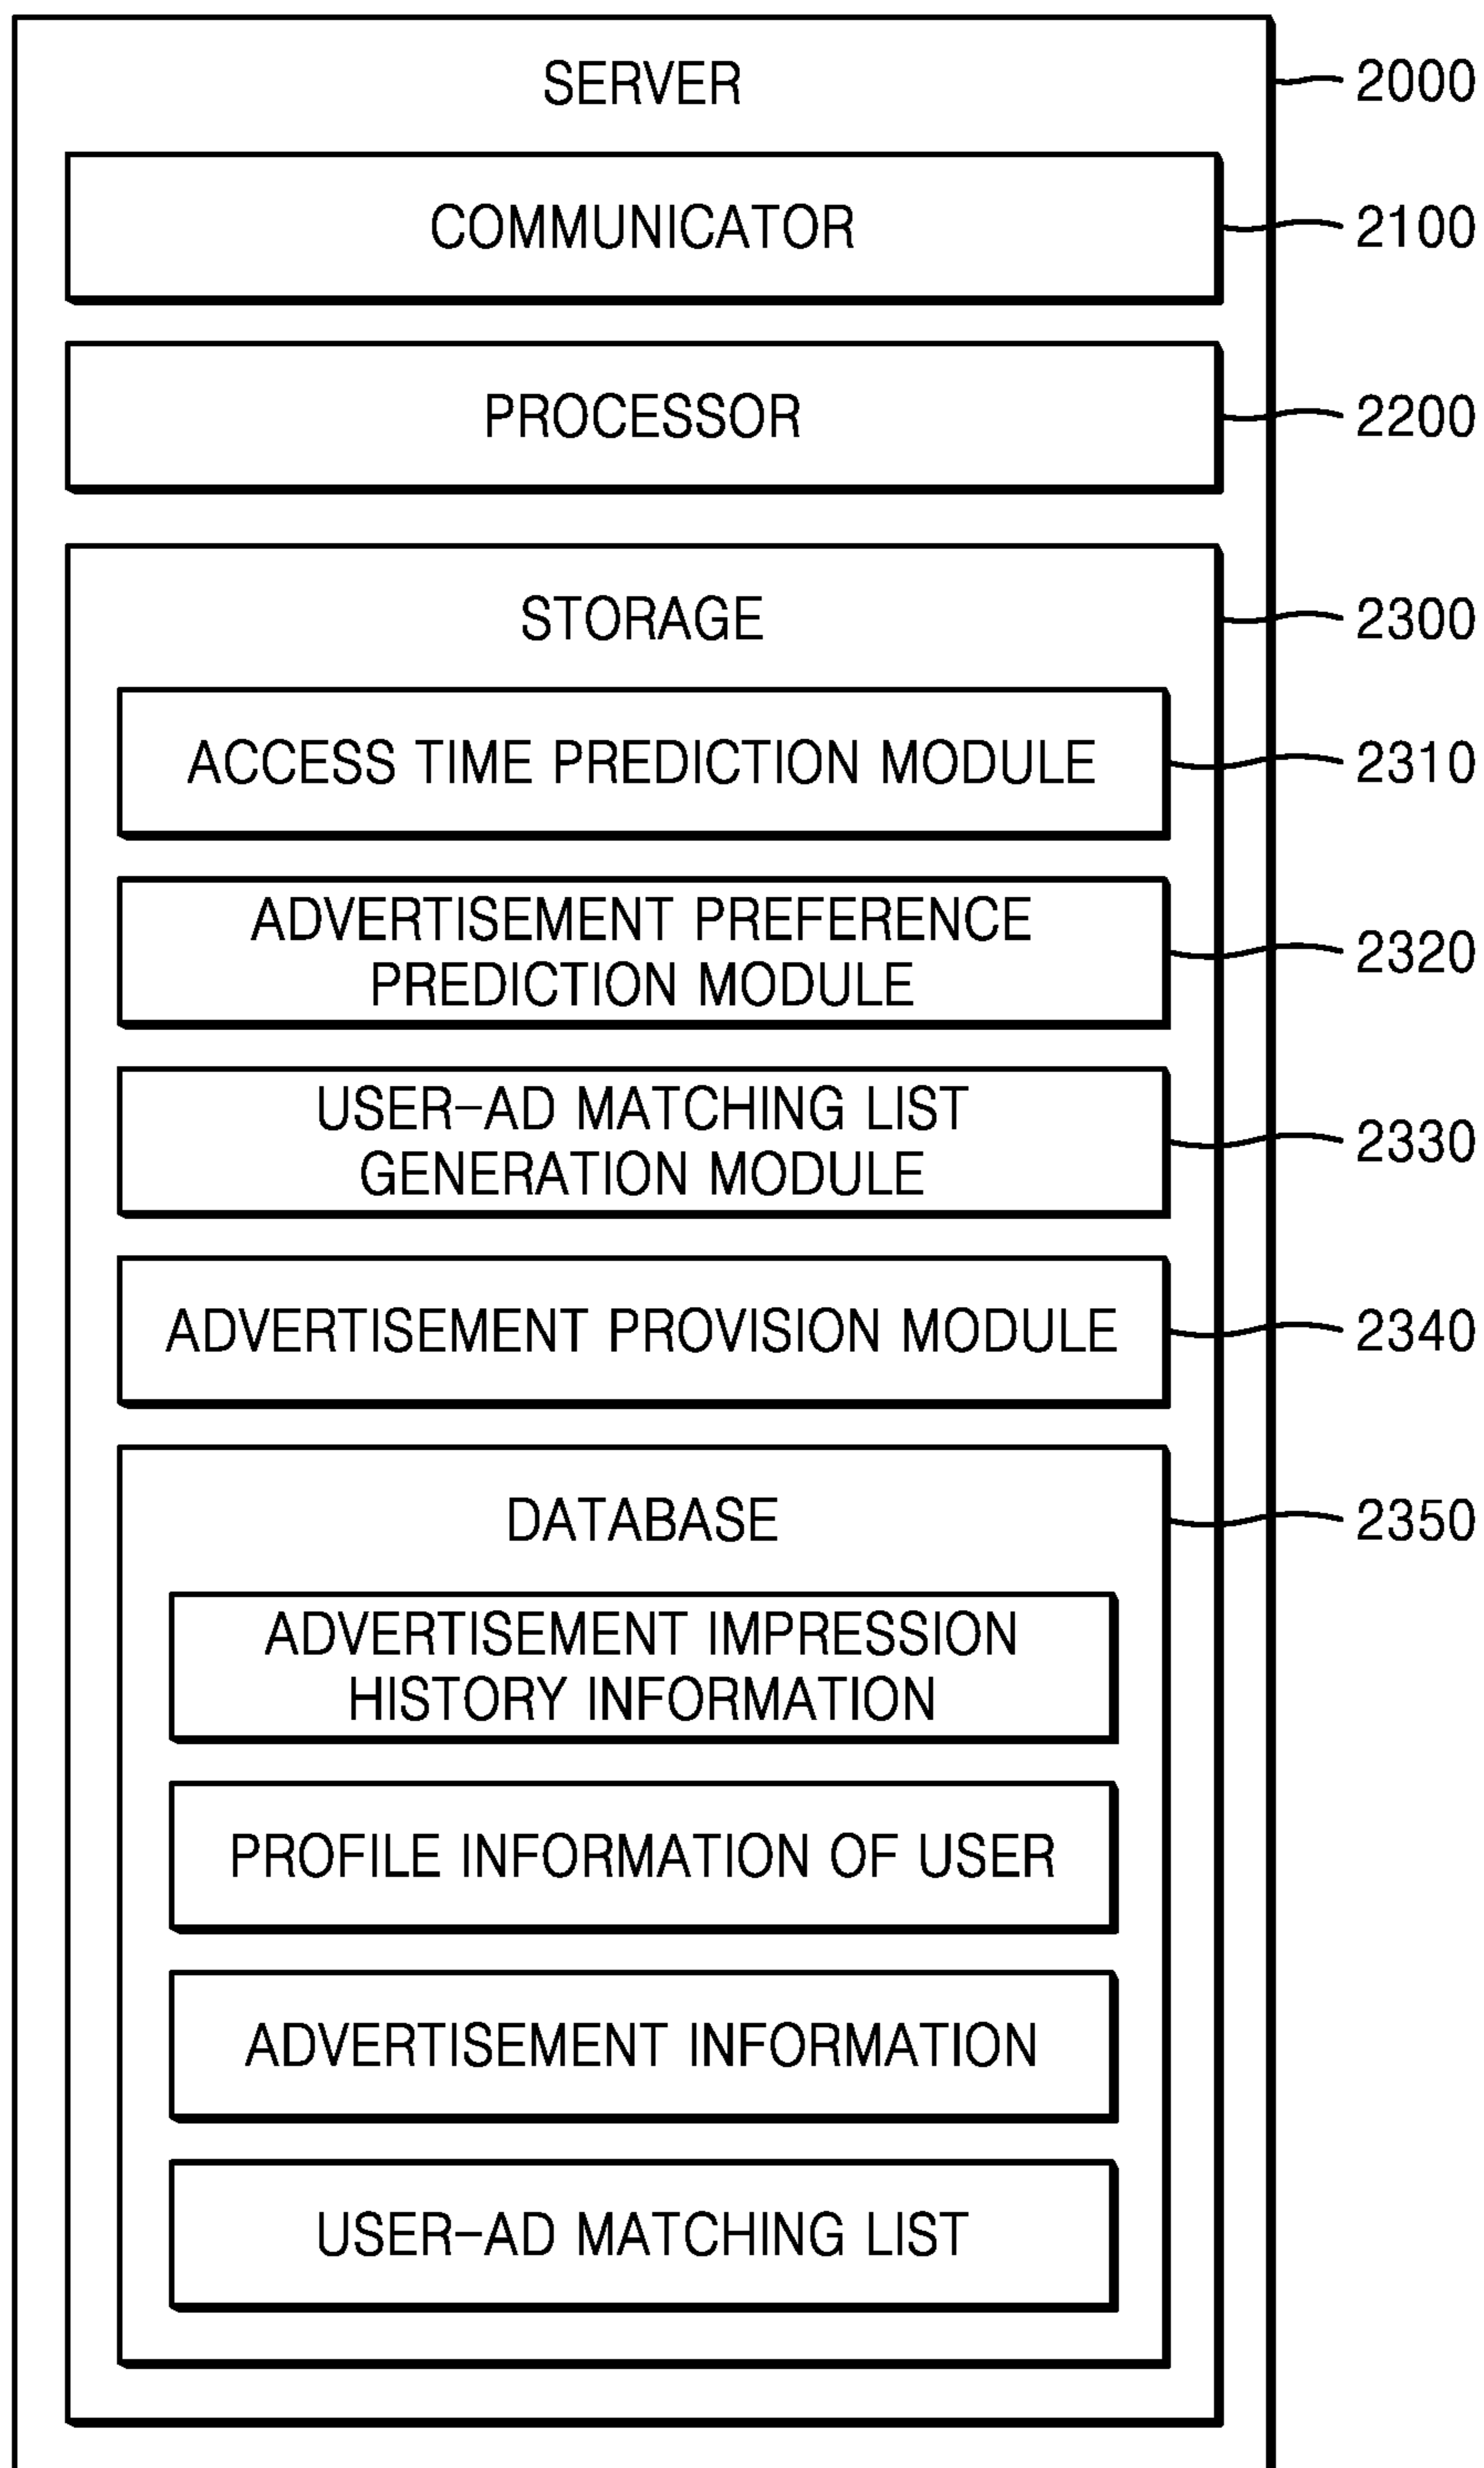 SERVER
2000
COMMUNICATOR
2100
PROCESSOR
2200
STORAGE
2300
ACCESS TIME PREDICTION MODULE
2310
ADVERTISEMENT PREFERENCE
PREDICTION MODULE
2320
USER-AD MATCHING LIST
GENERATION MODULE
2330
ADVERTISEMENT PROVISION MODULE
2340
DATABASE
2350
ADVERTISEMENT IMPRESSION
HISTORY INFORMATION
PROFILE INFORMATION OF USER
ADVERTISEMENT INFORMATION
USER-AD MATCHING LIST